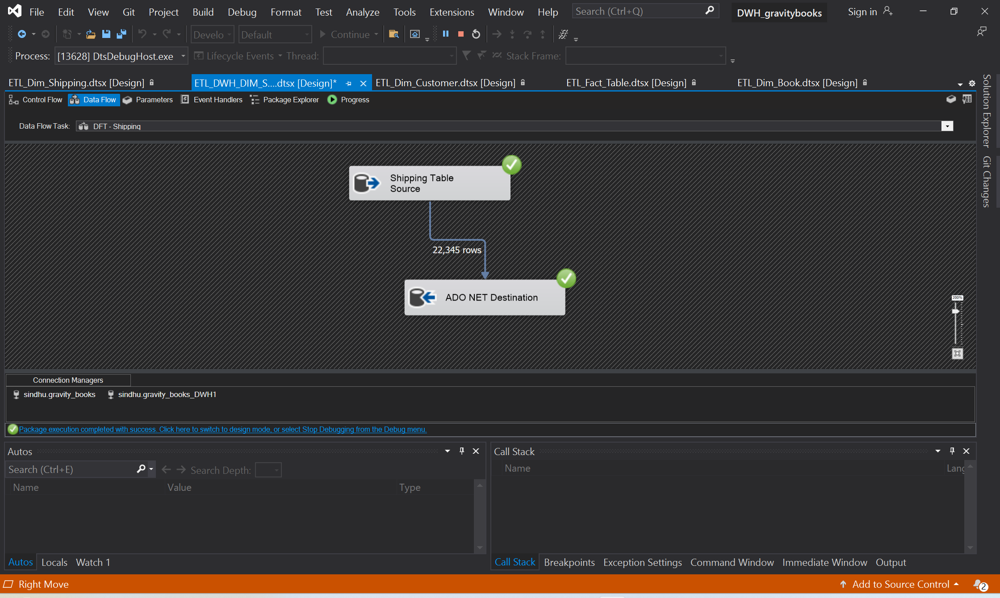 File Edit View Git Project Build Debug Format Test Analyze Tools Extensions Window Help Search (Ctrl+Q) DWH_gravitybooks Sign in
Develo Default Continue
Process: [13628] DtsDebugHost.exe Lifecycle Events Thread: Stack Frame:
ETL_Dim_Shipping.dtsx [Design] ETL_DWH_DIM_S....dtsx [Design]* ETL_Dim_Customer.dtsx [Design] ETL_Fact_Table.dtsx [Design] ETL_Dim_Book.dtsx [Design]
Control Flow Data Flow Parameters Event Handlers Package Explorer Progress
Data Flow Task: DFT - Shipping
Solution Explorer
Git Changes
Shipping Table
Source
22,345 rows
ADO NET Destination
200%
Connection Managers
sindhu.gravity_books sindhu.gravity_books_DWH1
Package execution completed with success. Click here to switch to design mode, or select Stop Debugging from the Debug menu.
Autos
Search (Ctrl+E) Search Depth:
Name Value Type
Autos Locals Watch 1
Call Stack
Name Lang
Call Stack Breakpoints Exception Settings Command Window Immediate Window Output
Right Move Add to Source Control 2